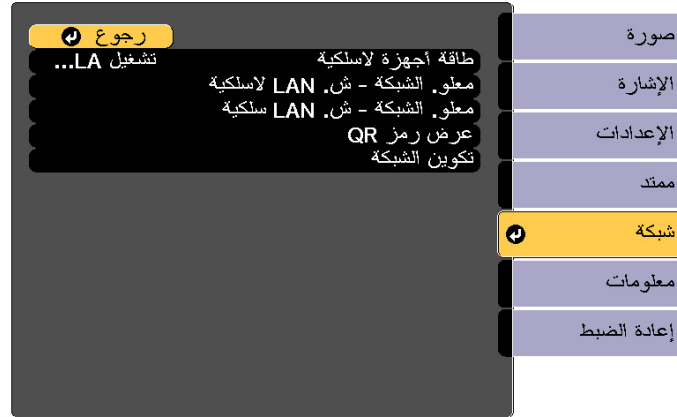 صورة
الإشارة
الإعدادات
ممتد
شبكة
معلومات
إعادة الضبط
رجوع
طاقة أجهزة لاسلكية تشغيل LA...
معلو. الشبكة - ش. LAN لاسلكية
معلو. الشبكة - ش. LAN سلكية
عرض رمز QR
تكوين الشبكة